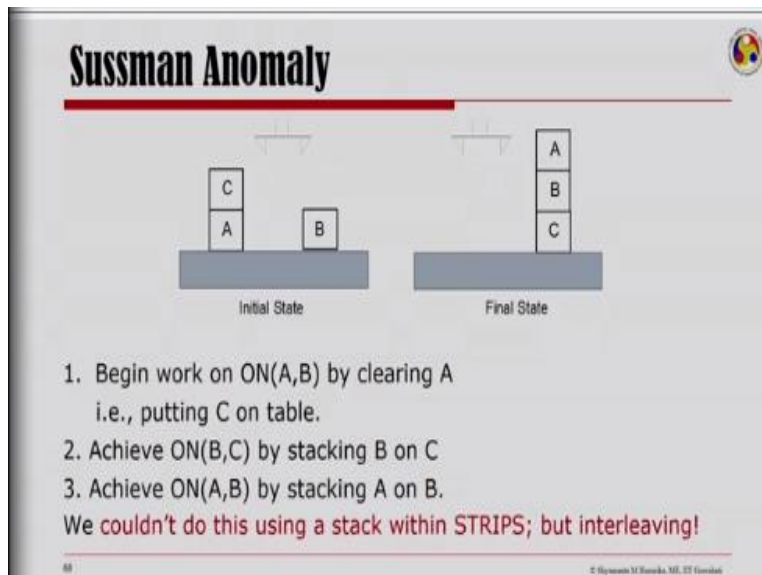 Sussman Anomaly
C
A
B
A
B
C
Initial State
Final State
1. Begin work on ON(A,B) by clearing A
i.e., putting C on table.
2. Achieve ON(B,C) by stacking B on C
3. Achieve ON(A,B) by stacking A on B.
We couldn't do this using a stack within STRIPS; but interleaving!